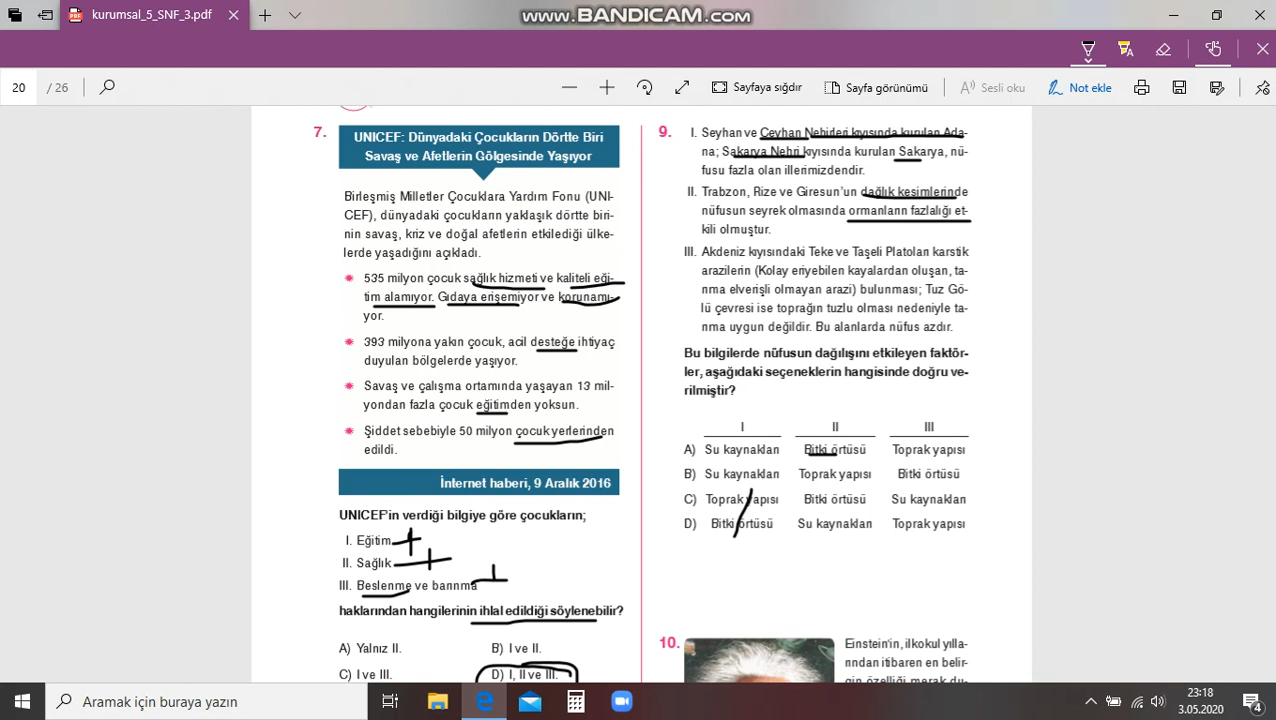 kurumsal_5_SNF_3.pdf
www.BANDICAM.com
20 / 26
Sayfaya sığdır
Sayfa görünümü
Sesli oku
Not ekle
7.
UNICEF: Dünyadaki Çocukların Dörtte Biri
Savaş ve Afetlerin Gölgesinde Yaşıyor
Birleşmiş Milletler Çocuklara Yardım Fonu (UNI-
CEF), dünyadaki çocukların yaklaşık dörtte biri-
nin savaş, kriz ve doğal afetlerin etkilediği ülke-
lerde yaşadığını açıkladı.
535 milyon çocuk sağlık hizmeti ve kaliteli eği-
tim alamıyor. Gıdaya erişemiyor ve korunamı-
yor.
393 milyona yakın çocuk, acil desteğe ihtiyaç
duyulan bölgelerde yaşıyor.
Savaş ve çalışma ortamında yaşayan 13 mil-
yondan fazla çocuk eğitimden yoksun.
Şiddet sebebiyle 50 milyon çocuk yerlerinden
edildi.
İnternet haberi, 9 Aralık 2016
UNICEF'in verdiği bilgiye göre çocukların;
I. Eğitim
II. Sağlık
III. Beslenme ve barınma
haklarından hangilerinin ihlal edildiği söylenebilir?
A) Yalnız II.
B) I ve II.
C) I ve III.
D) I, II ve III.
9.
I. Seyhan ve Ceyhan Nehirleri kıyısında kurulan Ada-
na; Sakarya Nehri kıyısında kurulan Sakarya, nü-
fusu fazla olan illerimizdendir.
II. Trabzon, Rize ve Giresun'un dağlık kesimlerinde
nüfusun seyrek olmasında ormanların fazlalığı et-
kili olmuştur.
III. Akdeniz kıyısındaki Teke ve Taşeli Platoları karstik
arazilerin (Kolay eriyebilen kayalardan oluşan, ta-
rıma elverişli olmayan arazi) bulunması; Tuz Gö-
lü çevresi ise toprağın tuzlu olması nedeniyle ta-
rıma uygun değildir. Bu alanlarda nüfus azdır.
Bu bilgilerde nüfusun dağılışını etkileyen faktör-
ler, aşağıdaki seçeneklerin hangisinde doğru ve-
rilmiştir?
I II III
A) Su kaynakları Bitki örtüsü Toprak yapısı
B) Su kaynakları Toprak yapısı Bitki örtüsü
C) Toprak yapısı Bitki örtüsü Su kaynakları
D) Bitki örtüsü Su kaynakları Toprak yapısı
10.
Einstein'in, ilkokul yılla-
rından itibaren en belir-
gin özelliği merak du-
Aramak için buraya yazın
23:18
3.05.2020
4